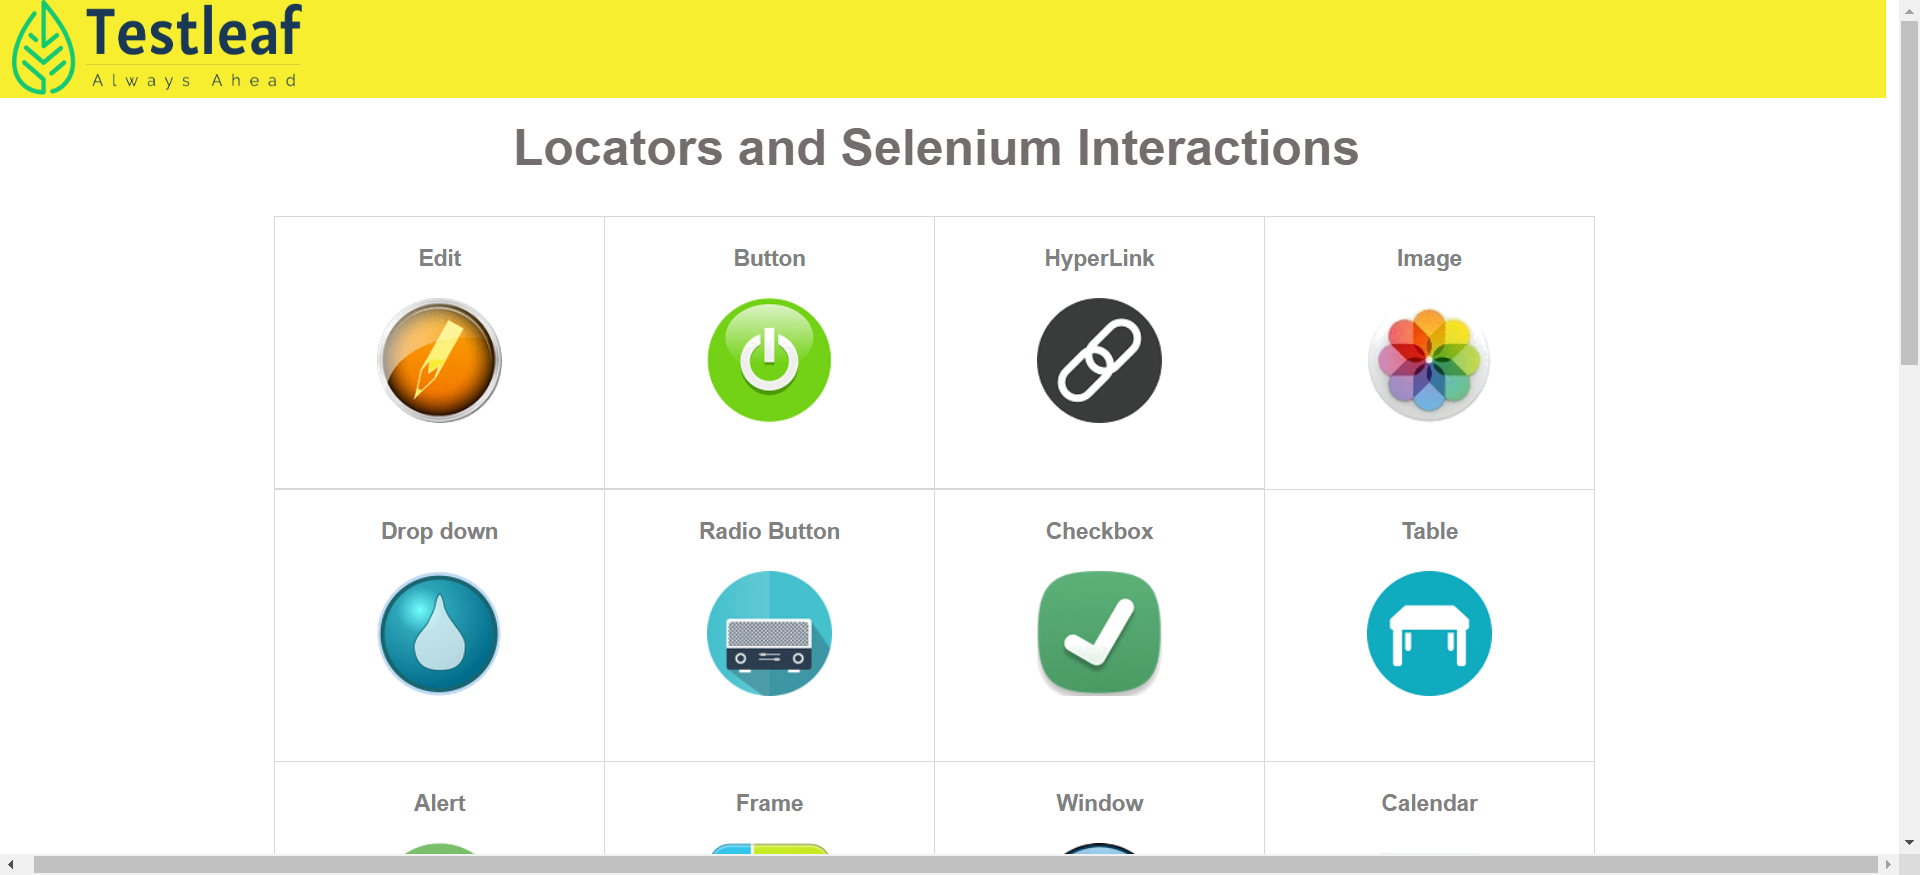 Testleaf
Always Ahead
Locators and Selenium Interactions
Edit
Button
HyperLink
Image
Drop down
Radio Button
Checkbox
Table
Alert
Frame
Window
Calendar